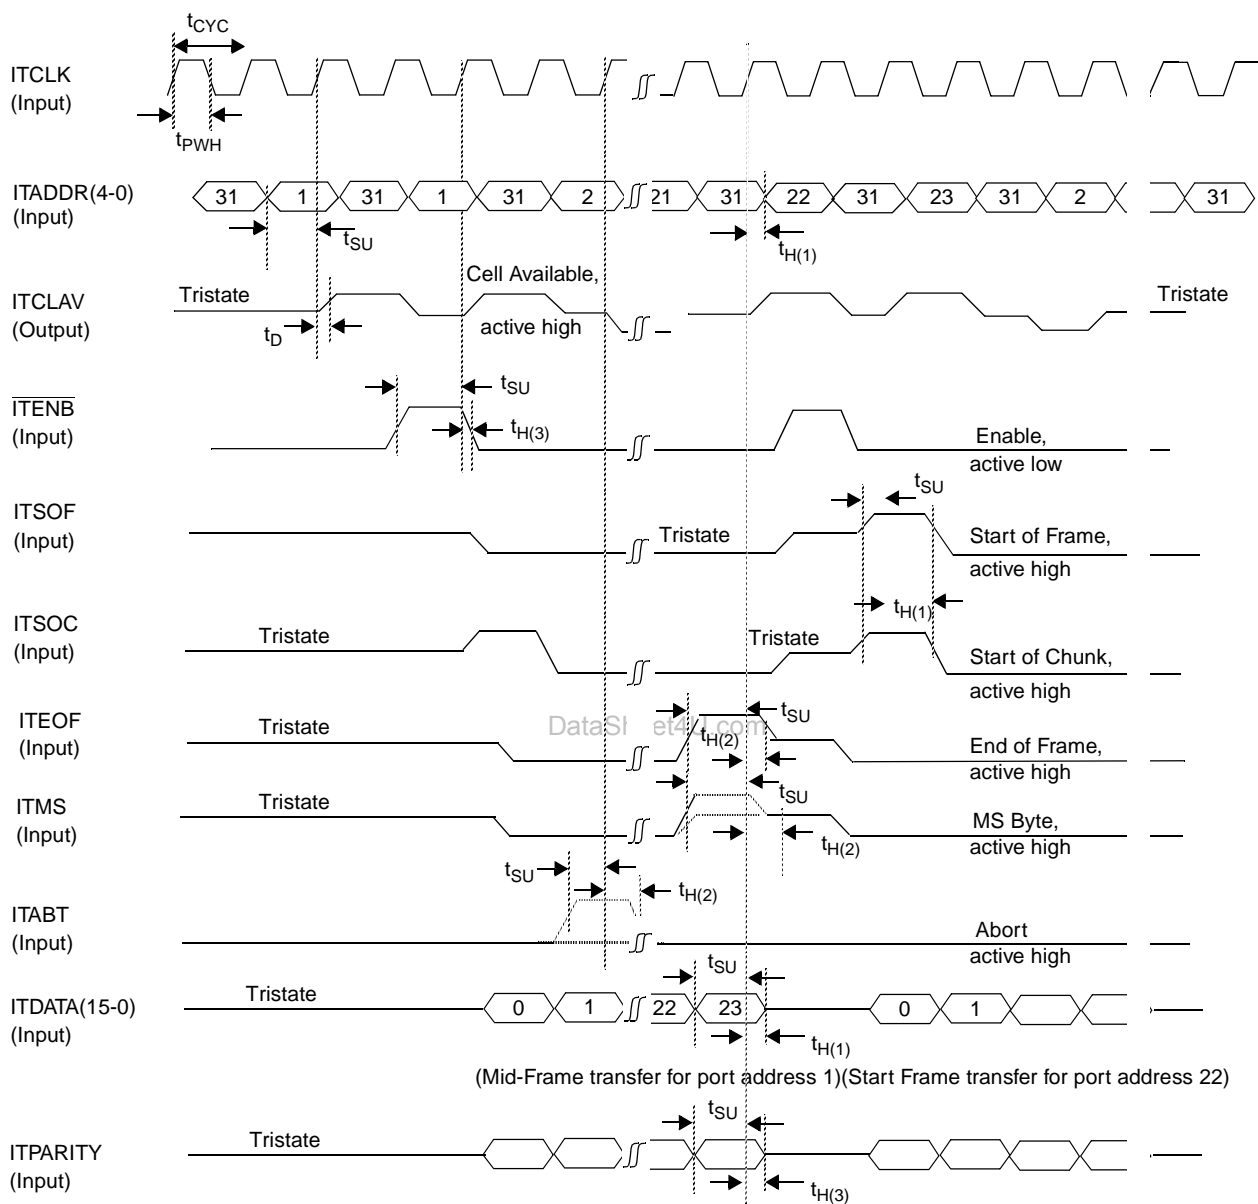 tCYC
ITCLK
(Input)
tPWH
ITADDR(4-0)
(Input)
31 1 31 1 31 2 21 31 22 31 23 31 2 31
tSU
tH(1)
ITCLAV
(Output)
Tristate
Cell Available,
active high
Tristate
tD
ITENB
(Input)
tSU
tH(3)
Enable,
active low
ITSOF
(Input)
tSU
Tristate
Start of Frame,
active high
tH(1)
ITSOC
(Input)
Tristate
Tristate
Start of Chunk,
active high
ITEOF
(Input)
Tristate
tSU
tH(2)
End of Frame,
active high
ITMS
(Input)
Tristate
tSU
tH(2)
MS Byte,
active high
ITABT
(Input)
tSU
tH(2)
Abort
active high
ITDATA(15-0)
(Input)
Tristate
tSU
0 1 22 23 0 1
tH(1)
(Mid-Frame transfer for port address 1)(Start Frame transfer for port address 22)
ITPARITY
(Input)
Tristate
tSU
tH(3)